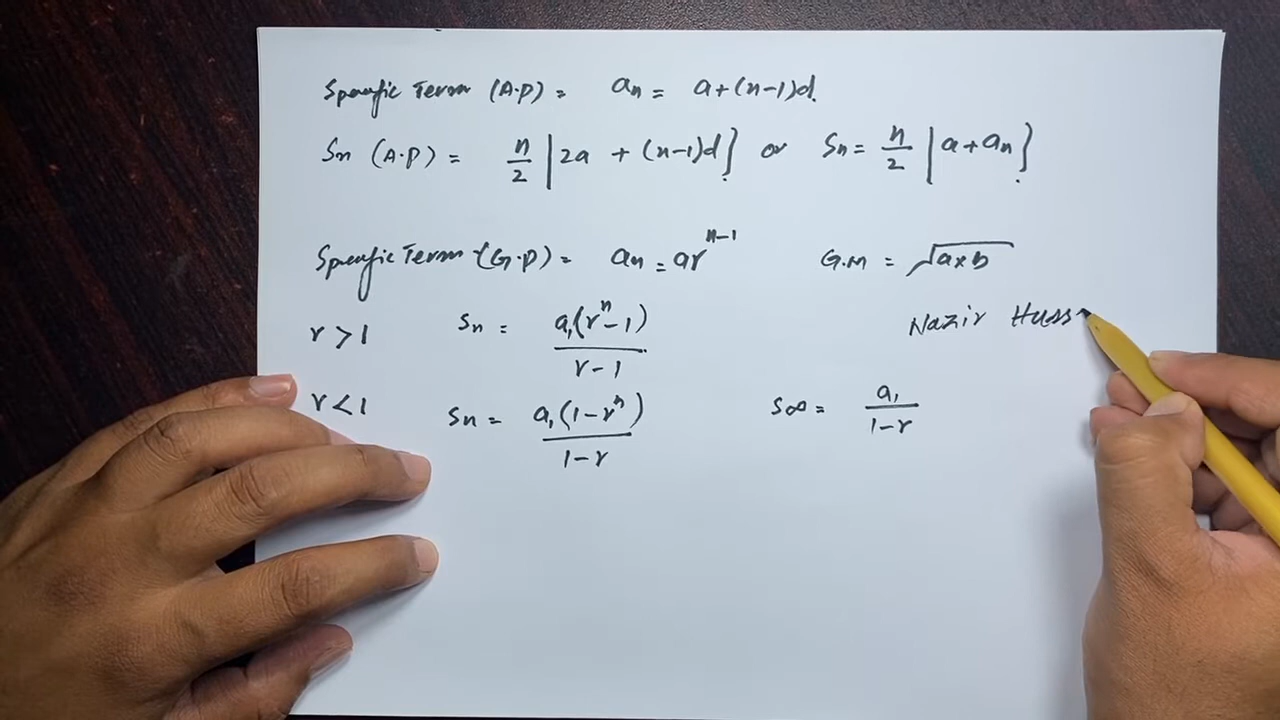 Specific Term (A.P) = an = a+(n-1)d.
Sn (A.P) = n/2 [2a + (n-1)d} or Sn = n/2 [a+an}
Specific Term (G.P) = an = ar^n-1 G.M = √a×b
Nazir Huss
r > 1 Sn = a₁(r^n-1)/r-1
r < 1 Sn = a₁(1-r^n)/1-r S∞ = a₁/1-r